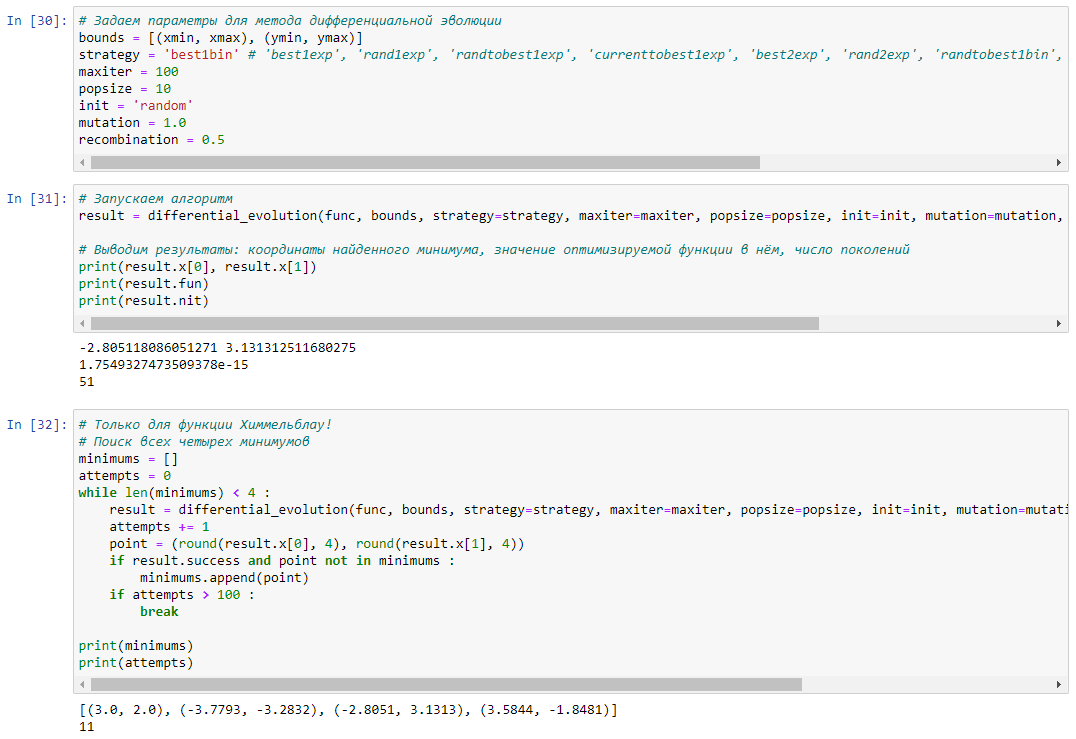 In [30]: # Задаем параметры для метода дифференциальной эволюции
bounds = [(xmin, xmax), (ymin, ymax)]
strategy = 'best1bin' # 'best1exp', 'rand1exp', 'randtobest1exp', 'currenttobest1exp', 'best2exp', 'rand2exp', 'randtobest1bin',
maxiter = 100
popsize = 10
init = 'random'
mutation = 1.0
recombination = 0.5
In [31]: # Запускаем алгоритм
result = differential_evolution(func, bounds, strategy=strategy, maxiter=maxiter, popsize=popsize, init=init, mutation=mutation,
# Выводим результаты: координаты найденного минимума, значение оптимизируемой функции в нём, число поколений
print(result.x[0], result.x[1])
print(result.fun)
print(result.nit)
-2.805118086051271 3.131312511680275
1.7549327473509378e-15
51
In [32]: # Только для функции Химмельблау!
# Поиск всех четырех минимумов
minimums = []
attempts = 0
while len(minimums) < 4 :
result = differential_evolution(func, bounds, strategy=strategy, maxiter=maxiter, popsize=popsize, init=init, mutation=mutati
attempts += 1
point = (round(result.x[0], 4), round(result.x[1], 4))
if result.success and point not in minimums :
minimums.append(point)
if attempts > 100 :
break
print(minimums)
print(attempts)
[(3.0, 2.0), (-3.7793, -3.2832), (-2.8051, 3.1313), (3.5844, -1.8481)]
11